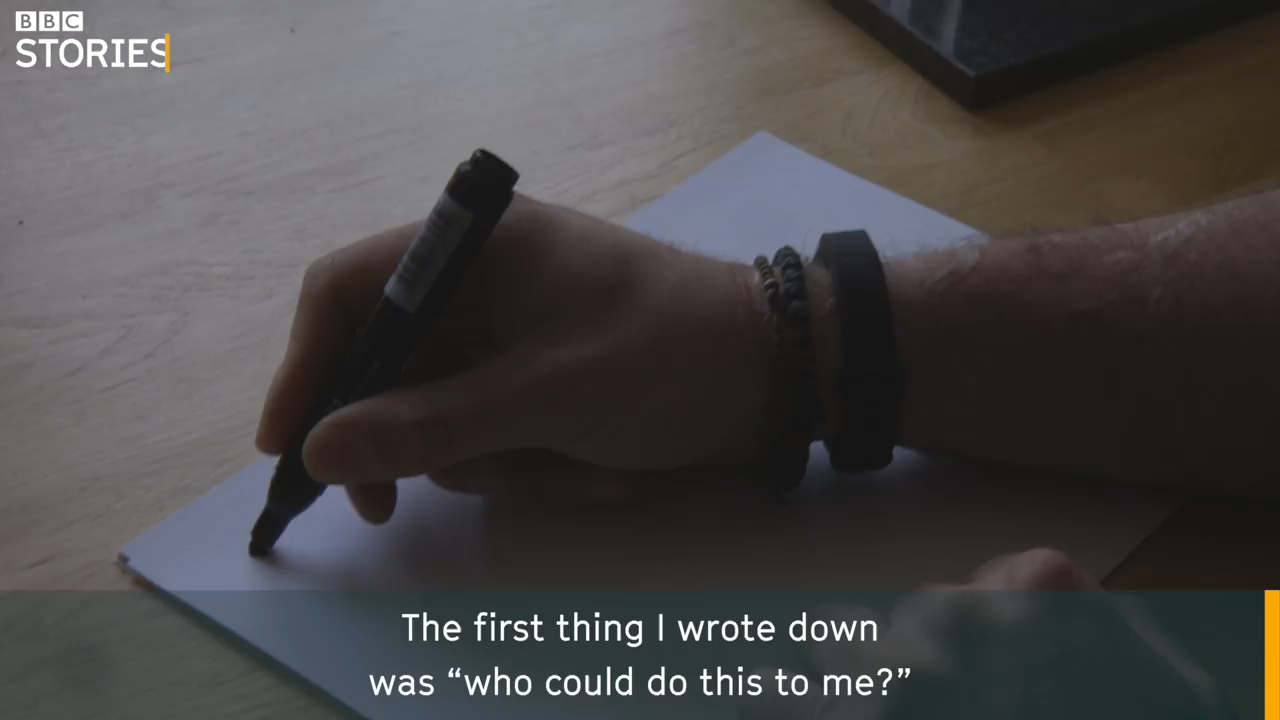 BBC
STORIES
The first thing I wrote down
was “who could do this to me?”